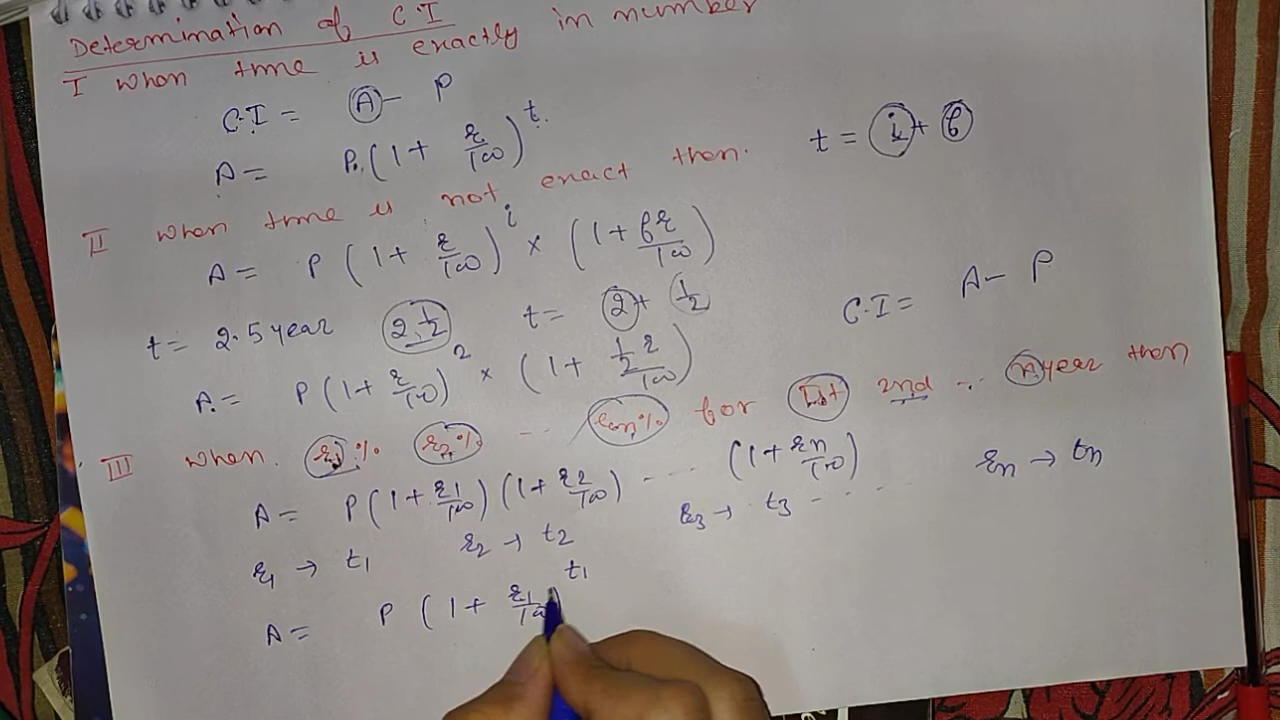 Determination of C.I
I when time is exactly in number
C.I = A - P
A = P.(1 + r/100)^t
II when time is not exact then. t = i + f
A = P (1 + r/100)^i × (1 + fr/100)
t = 2.5 year 2 1/2 t = 2 + 1/2 C.I = A - P
A = P (1 + r/100)^2 × (1 + 1/2 r/100)
III when r1% r2% ... rn% for Ist 2nd ... n year then
A = P (1 + r1/100) (1 + r2/100) ---- (1 + rn/100)
r1 → t1 r2 → t2 r3 → t3 ---- rn → tn
A = P (1 + r1/100)^t1